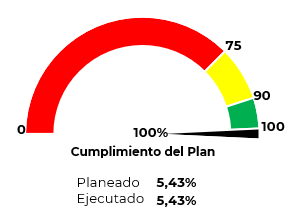 75
90
0
100% 100
Cumplimiento del Plan
Planeado 5,43%
Ejecutado 5,43%